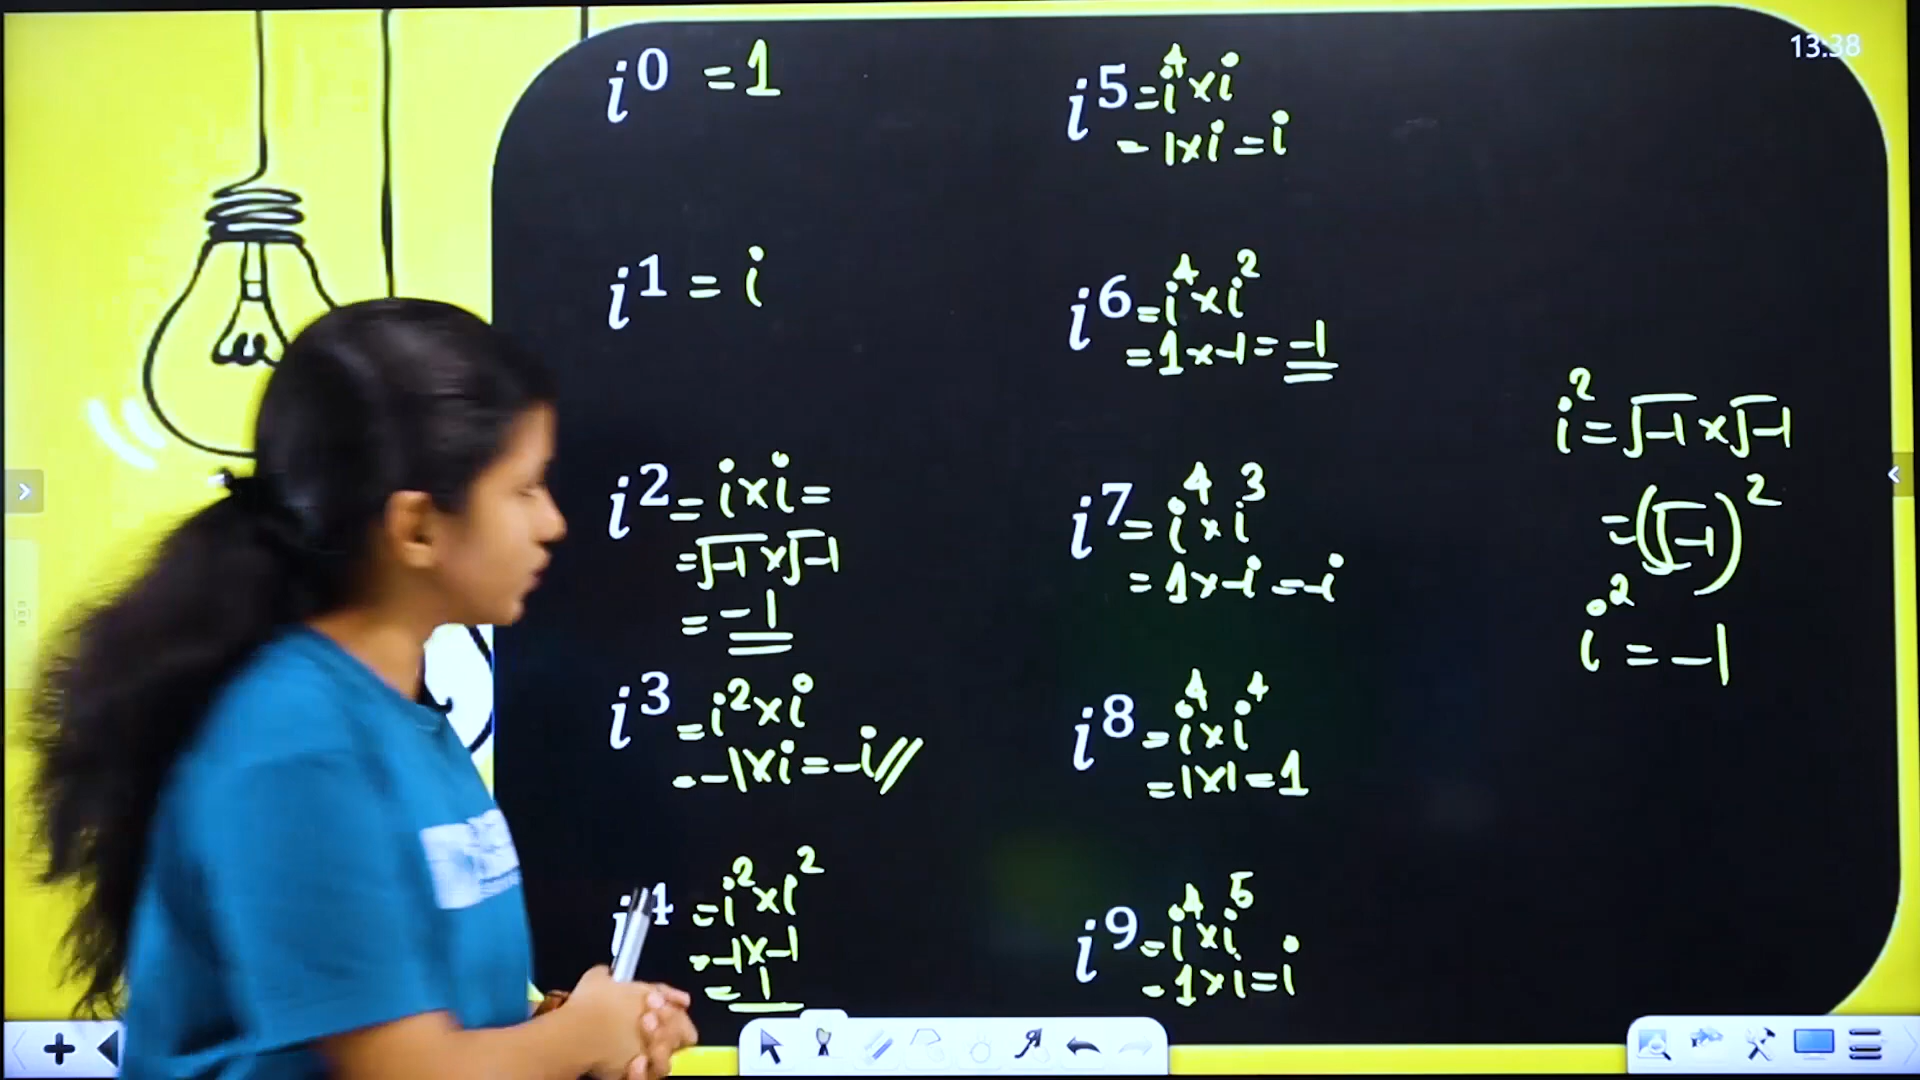 i⁰ = 1
i¹ = i
i² = i×i =
= √-1 × √-1
= -1
i³ = i² × i
= -1×i = -i //
i⁴ = i² × i²
= -1×-1
= 1
i⁵ = i⁴ × i
= 1×i = i
i⁶ = i⁴ × i²
= 1 × -1 = -1
i⁷ = i⁴ × i³
= 1 × -i = -i
i⁸ = i⁴ × i⁴
= 1×1 = 1
i⁹ = i⁴ × i⁵
= 1×i = i
13:38
i² = √-1 × √-1
= (√-1)²
i² = -1